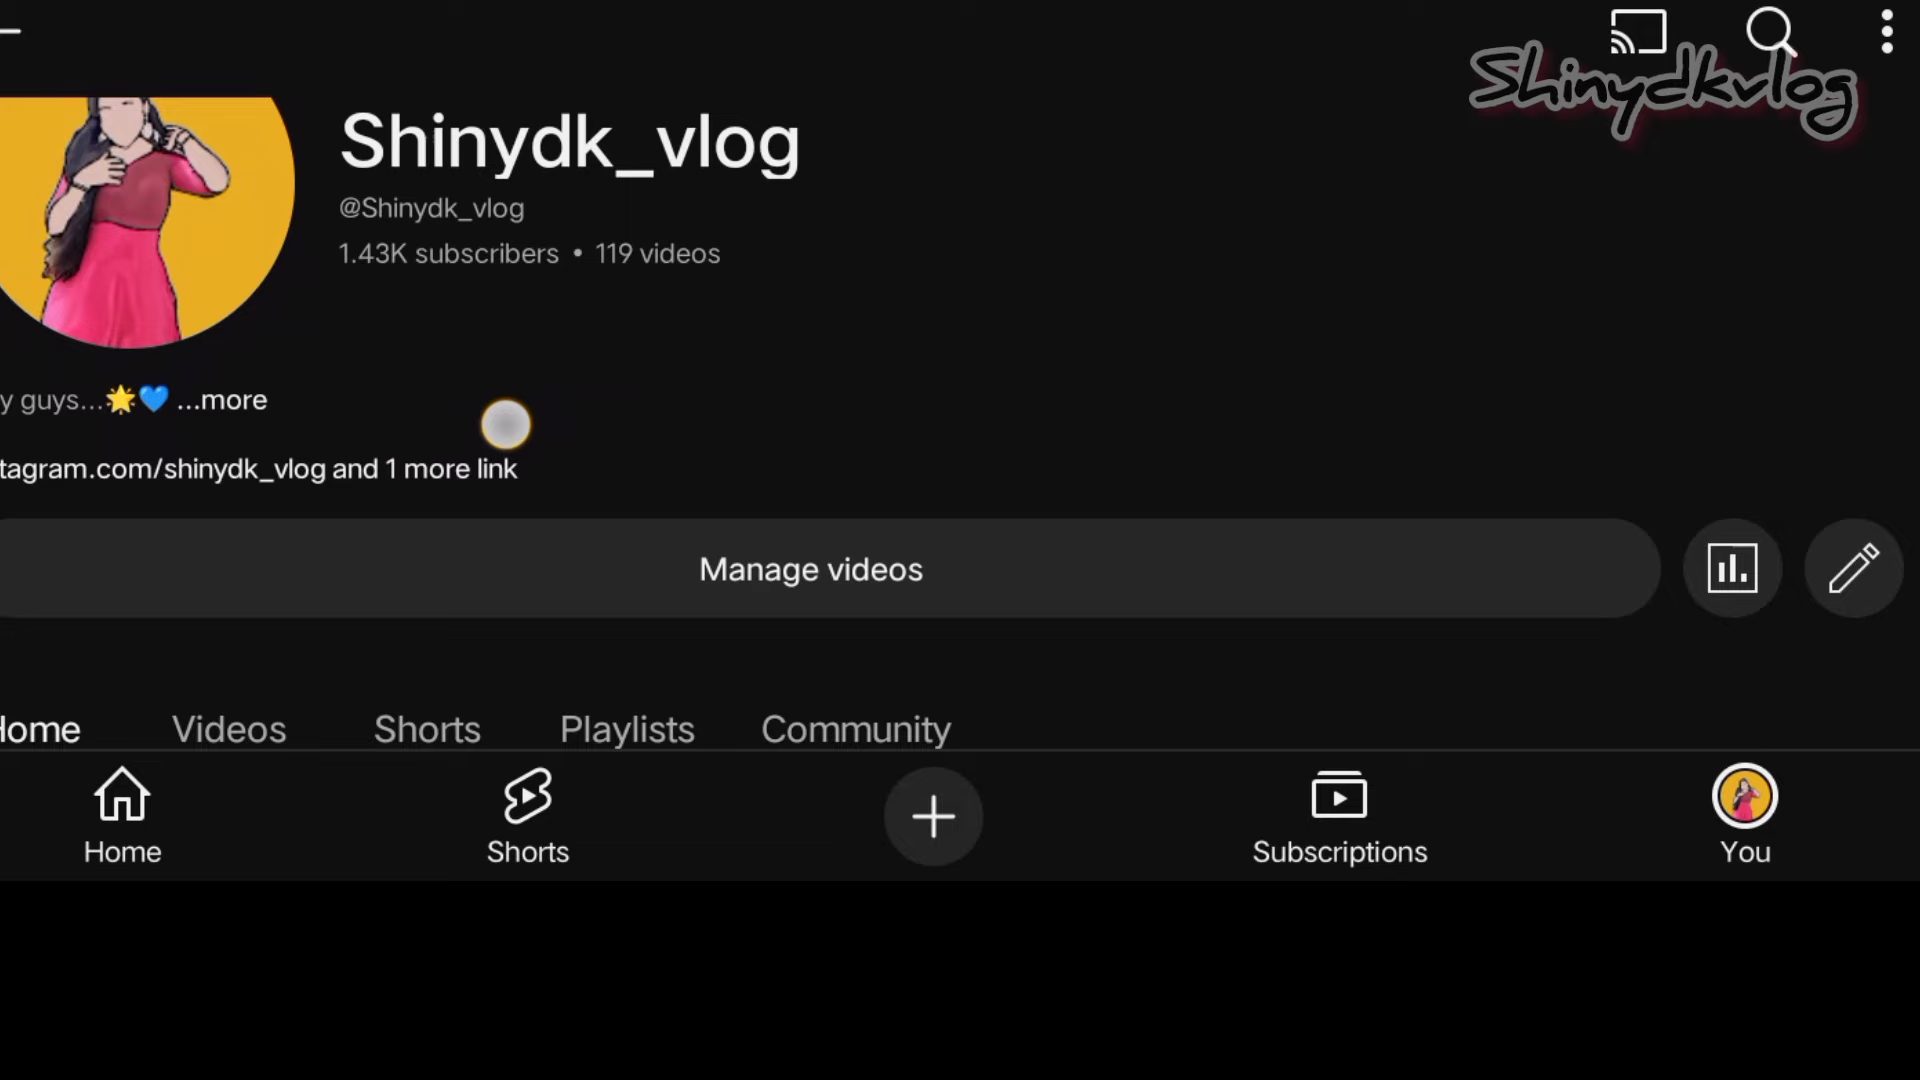 Shinydkvlog
Shinydk_vlog
@Shinydk_vlog
1.43K subscribers • 119 videos
y guys...🌟💙 ...more
tagram.com/shinydk_vlog and 1 more link
Manage videos
Home Videos Shorts Playlists Community
Home Shorts Subscriptions You